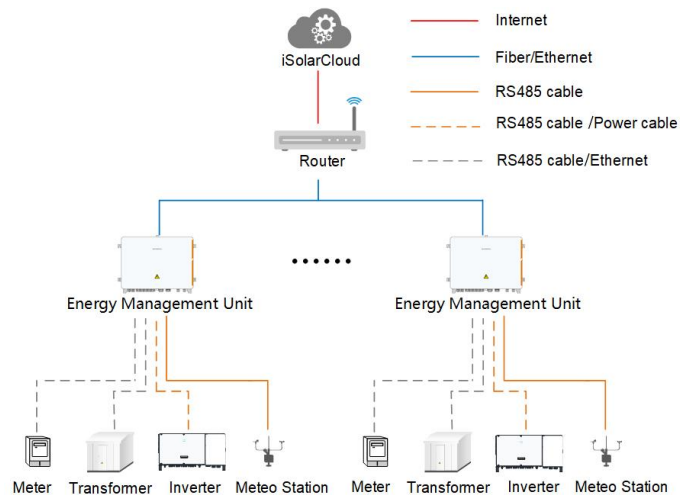 Internet
iSolarCloud
Fiber/Ethernet
RS485 cable
RS485 cable /Power cable
Router
RS485 cable/Ethernet
Energy Management Unit
Energy Management Unit
Meter
Transformer
Inverter
Meteo Station
Meter
Transformer
Inverter
Meteo Station